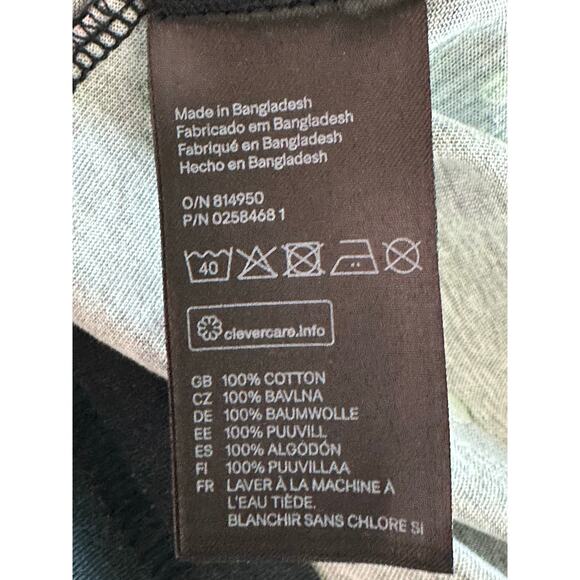 Made in Bangladesh
Fabricado em Bangladesh
Fabriqué en Bangladesh
Hecho en Bangladesh
O/N 814950
P/N 0258468 1
40
clevercare.info
GB 100% COTTON
CZ 100% BAVLNA
DE 100% BAUMWOLLE
EE 100% PUUVILL
ES 100% ALGODÓN
FI 100% PUUVILLAA
FR LAVER À LA MACHINE À
L'EAU TIÈDE.
BLANCHIR SANS CHLORE SI